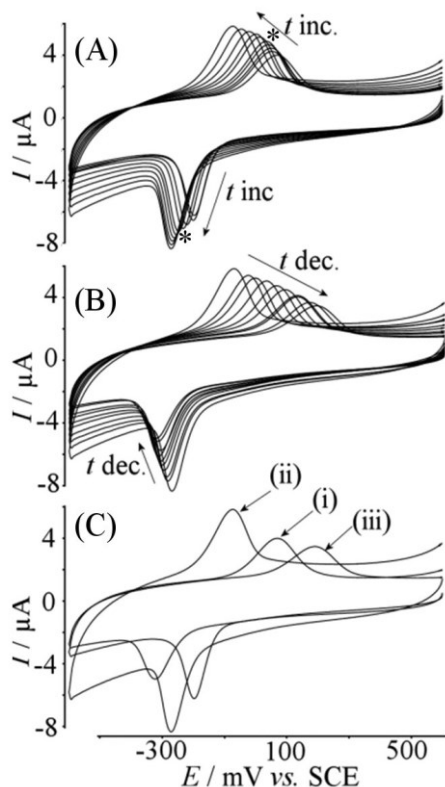 (A)
t inc.
*
4
0
-4
-8
I / μA
t inc
*
(B)
t dec.
4
0
-4
-8
I / μA
t dec.
(C)
(ii)
(i)
(iii)
4
0
-4
-8
I / μA
-300 100 500
E / mV vs. SCE